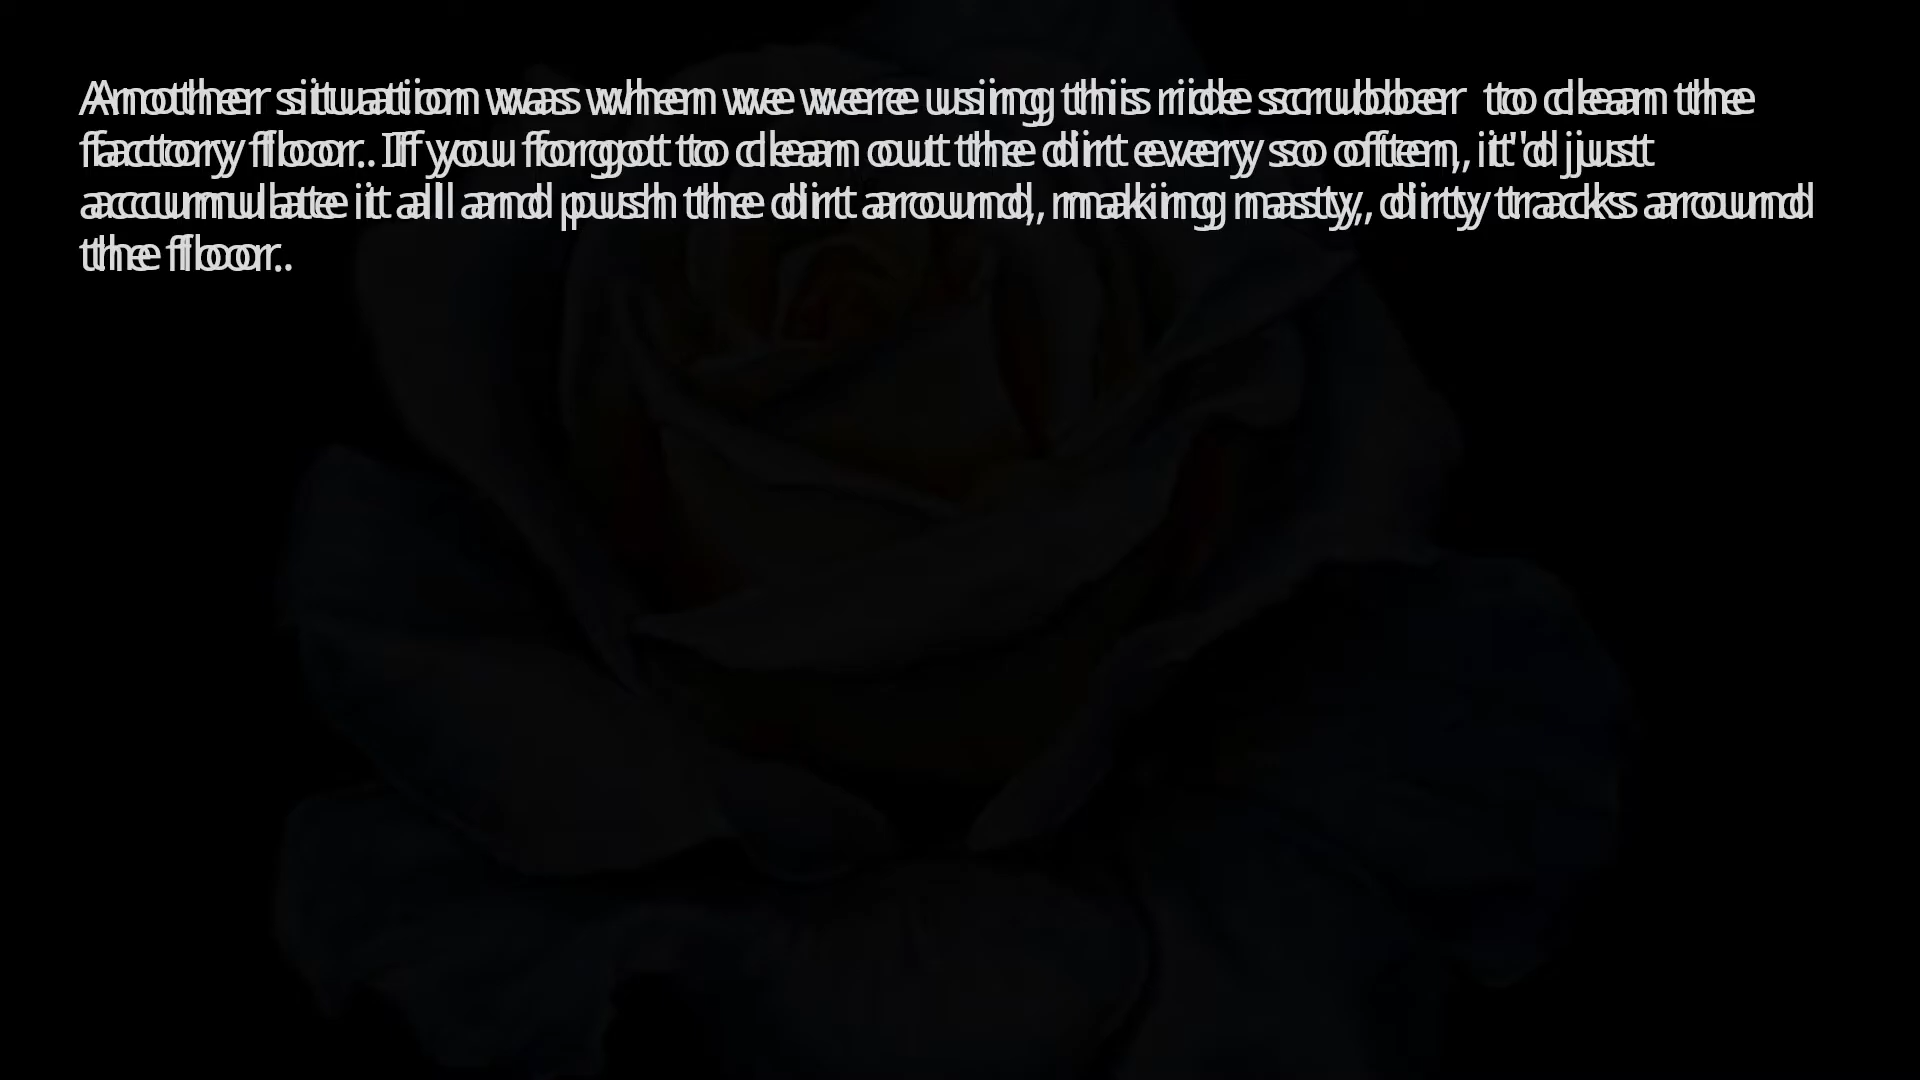 Another situation was when we were using this ride scrubber to clean the
factory floor. If you forgot to clean out the dirt every so often, it'd just
accumulate it all and push the dirt around, making nasty, dirty tracks around
the floor.